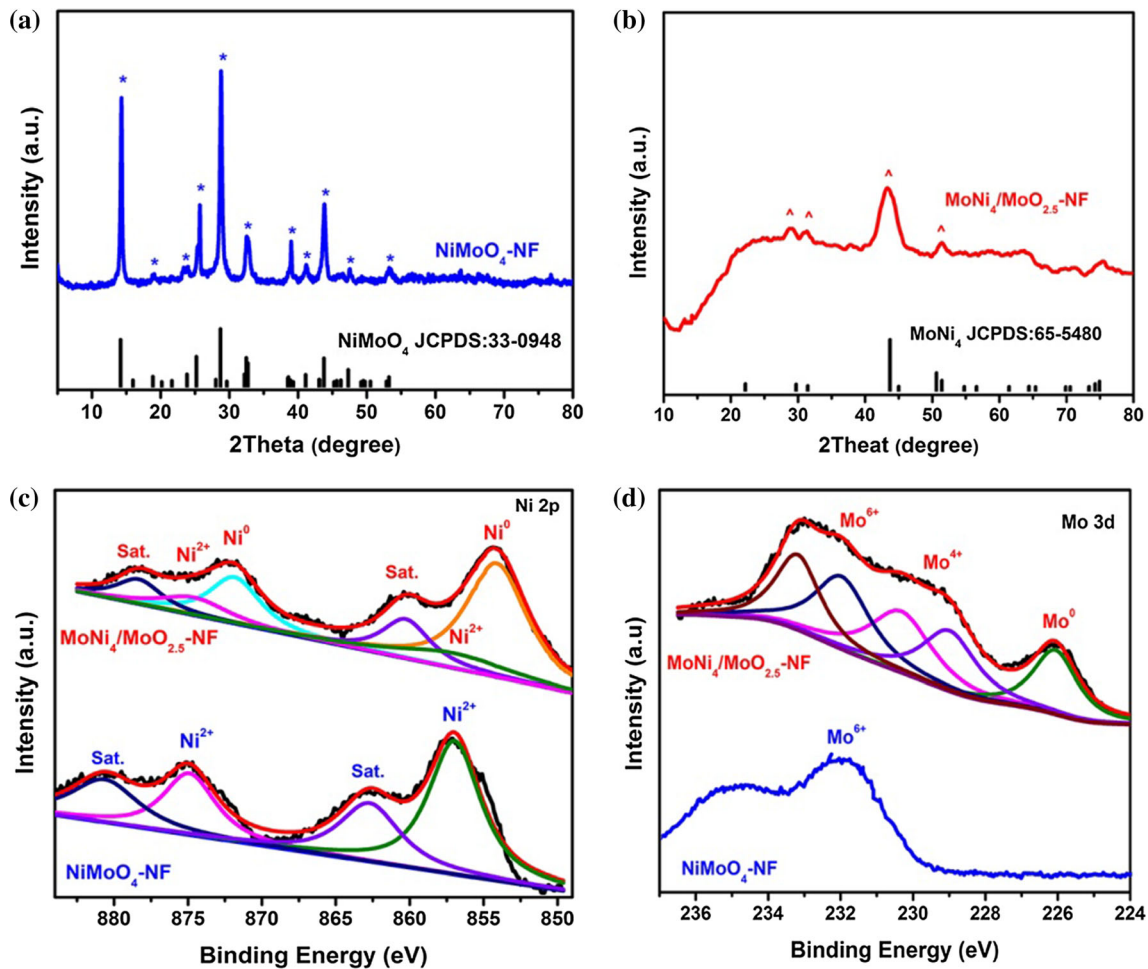 (a)
Intensity (a.u.)
* * * * * * * * * * *
NiMoO₄-NF
NiMoO₄ JCPDS:33-0948
10 20 30 40 50 60 70 80
2Theta (degree)
(b)
Intensity (a.u.)
^ ^ ^ ^
MoNi₄/MoO₂.₅-NF
MoNi₄ JCPDS:65-5480
10 20 30 40 50 60 70 80
2Theat (degree)
(c)
Ni 2p
Intensity (a.u.)
Sat. Ni²⁺ Ni⁰ Sat. Ni²⁺ Ni⁰
MoNi₄/MoO₂.₅-NF
Sat. Ni²⁺ Sat. Ni²⁺
NiMoO₄-NF
880 875 870 865 860 855 850
Binding Energy (eV)
(d)
Mo 3d
Intensity (a.u)
Mo⁶⁺ Mo⁴⁺ Mo⁰
MoNi₄/MoO₂.₅-NF
Mo⁶⁺
NiMoO₄-NF
236 234 232 230 228 226 224
Binding Energy (eV)